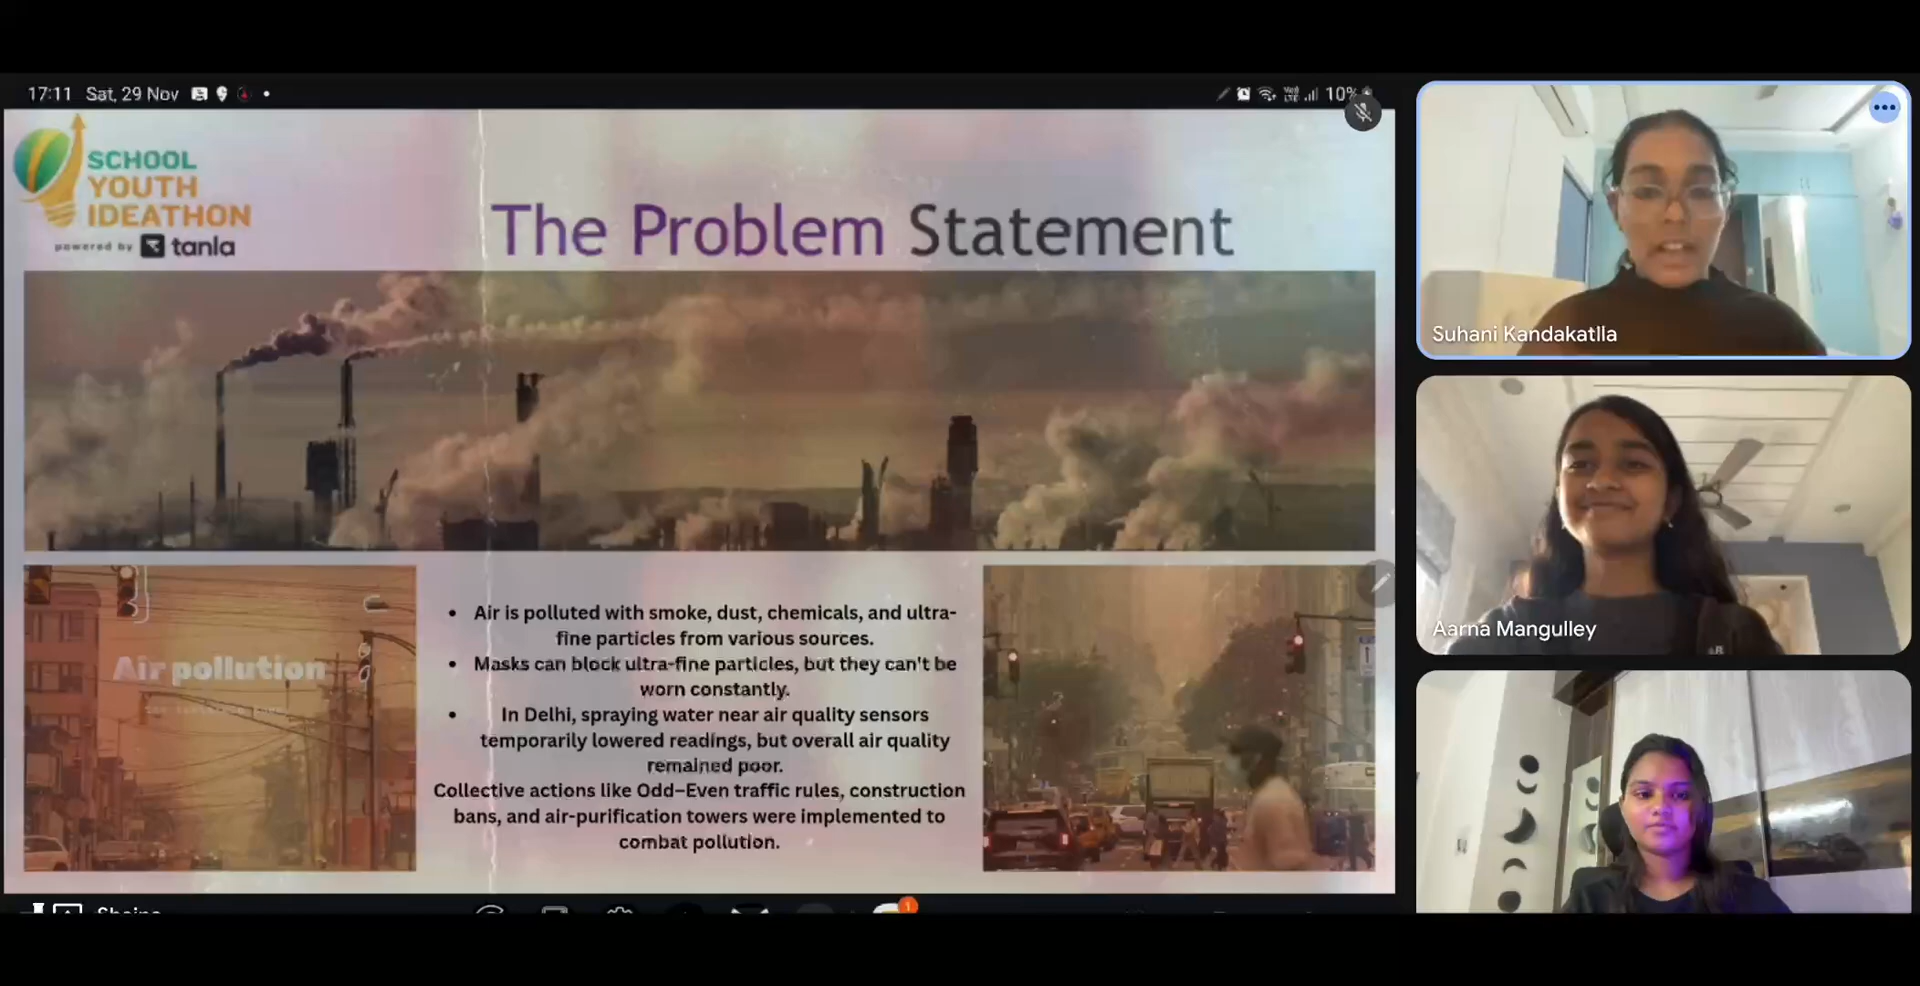 17:11 Sat, 29 Nov
10%
SCHOOL
YOUTH
IDEATHON
powered by tanla
The Problem Statement
Air pollution
• Air is polluted with smoke, dust, chemicals, and ultra-
fine particles from various sources.
• Masks can block ultra-fine particles, but they can't be
worn constantly.
• In Delhi, spraying water near air quality sensors
temporarily lowered readings, but overall air quality
remained poor.
Collective actions like Odd–Even traffic rules, construction
bans, and air-purification towers were implemented to
combat pollution.
1
Suhani Kandakatlla
Aarna Mangulley